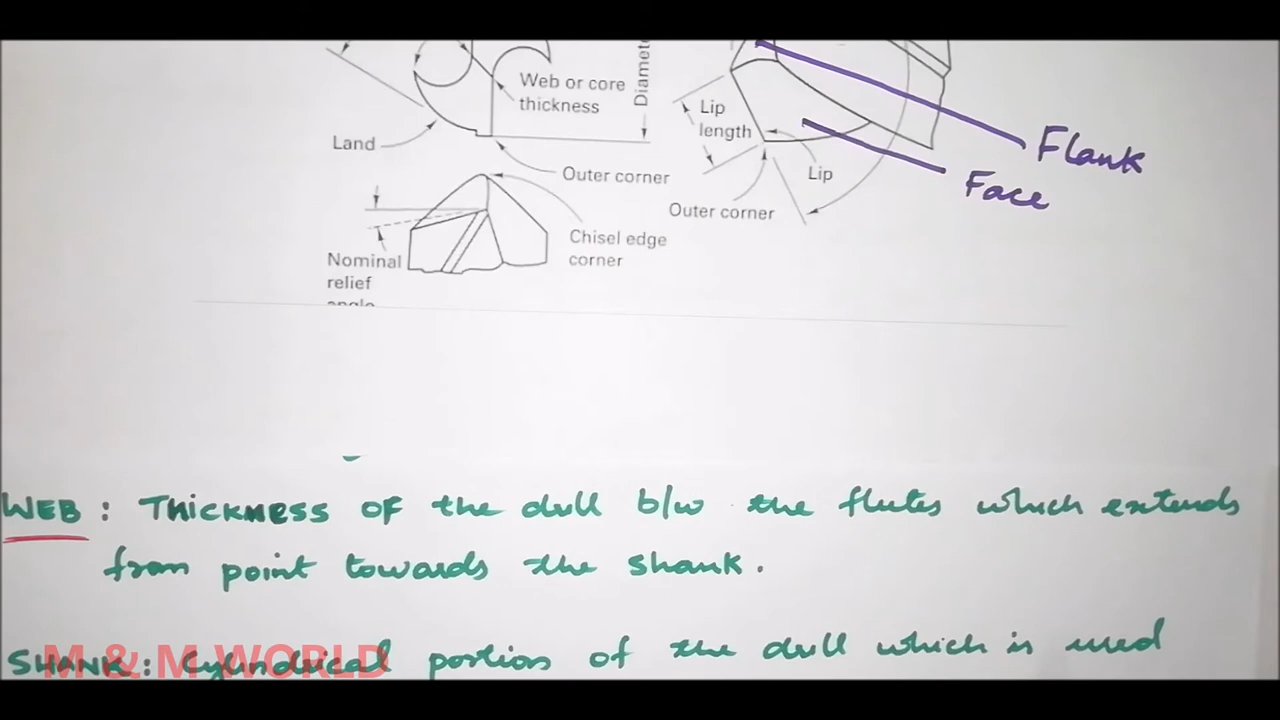 Web or core
thickness
Diamete
Land
Outer corner
Lip
length
Lip
Outer corner
Flank
Face
Chisel edge
corner
Nominal
relief
angle
WEB : Thickness of the drill b/w the flutes which extends
from point towards the shank.
SHANK : Cylindrical portion of the drill which is used
M & M WORLD